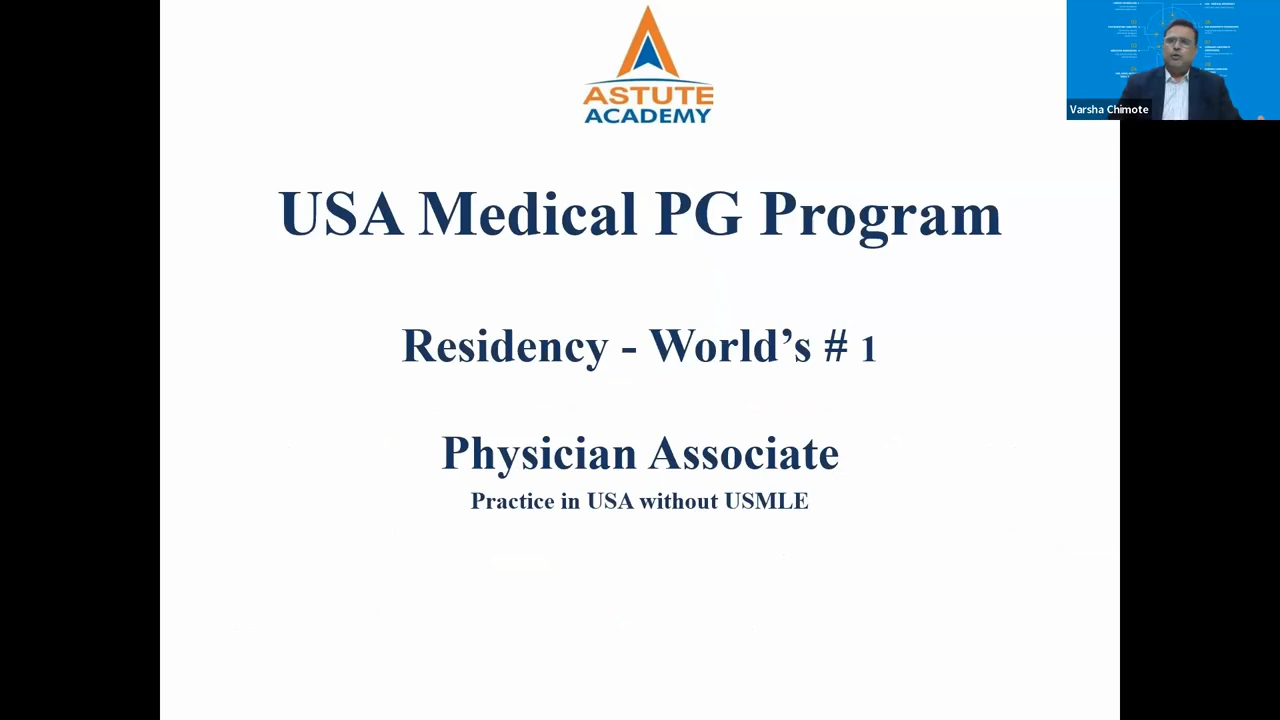 ASTUTE
ACADEMY
USA Medical PG Program
Residency - World's # 1
Physician Associate
Practice in USA without USMLE
Varsha Chimote